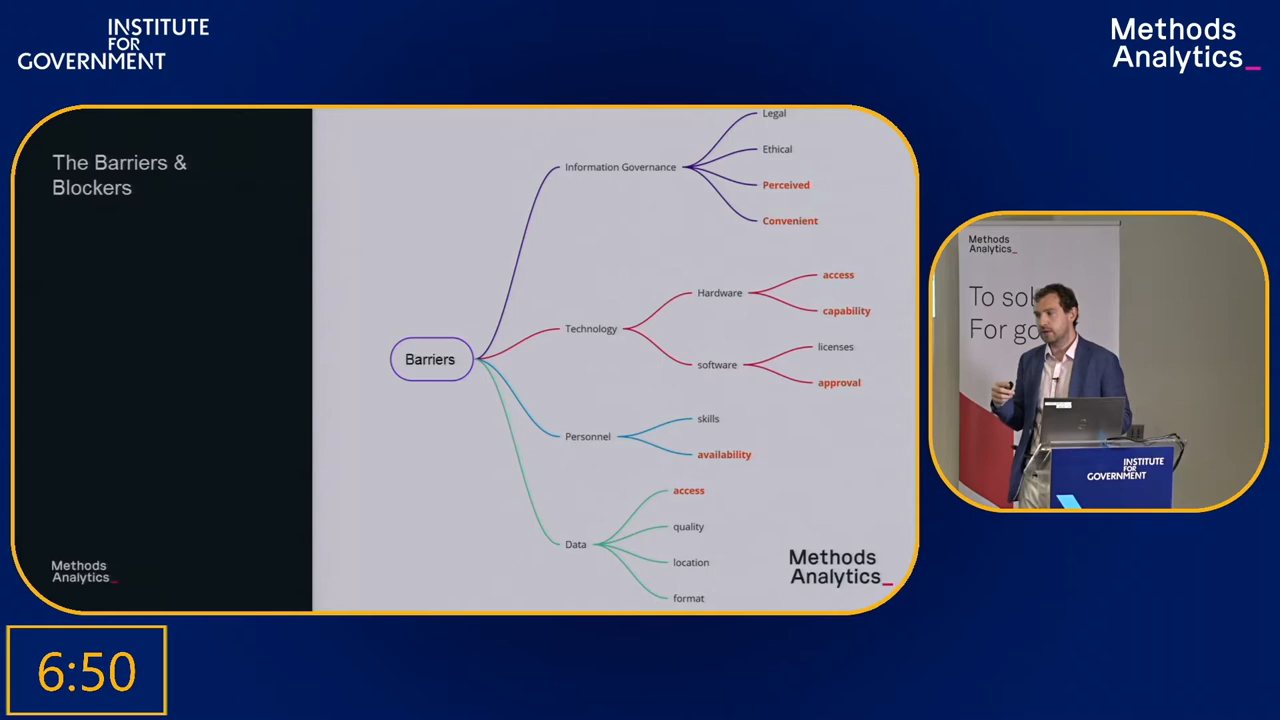 INSTITUTE
FOR
GOVERNMENT
Methods
Analytics_
The Barriers &
Blockers
Barriers
Information Governance
Legal
Ethical
Perceived
Convenient
Technology
Hardware
access
capability
software
licenses
approval
Personnel
skills
availability
Data
access
quality
location
format
Methods
Analytics_
Methods
Analytics_
Methods
Analytics_
To sol
For go
INSTITUTE
FOR
GOVERNMENT
6:50